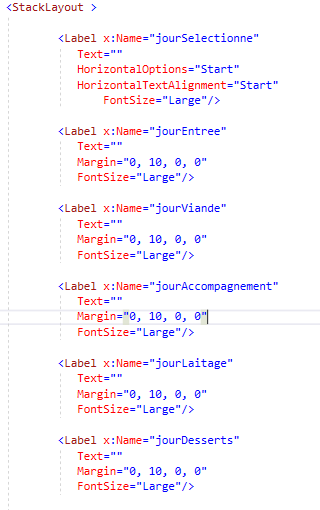 <StackLayout >
<Label x:Name="jourSelectionne"
Text=""
HorizontalOptions="Start"
HorizontalTextAlignment="Start"
FontSize="Large"/>
<Label x:Name="jourEntree"
Text=""
Margin="0, 10, 0, 0"
FontSize="Large"/>
<Label x:Name="jourViande"
Text=""
Margin="0, 10, 0, 0"
FontSize="Large"/>
<Label x:Name="jourAccompagnement"
Text=""
Margin="0, 10, 0, 0"
FontSize="Large"/>
<Label x:Name="jourLaitage"
Text=""
Margin="0, 10, 0, 0"
FontSize="Large"/>
<Label x:Name="jourDesserts"
Text=""
Margin="0, 10, 0, 0"
FontSize="Large"/>